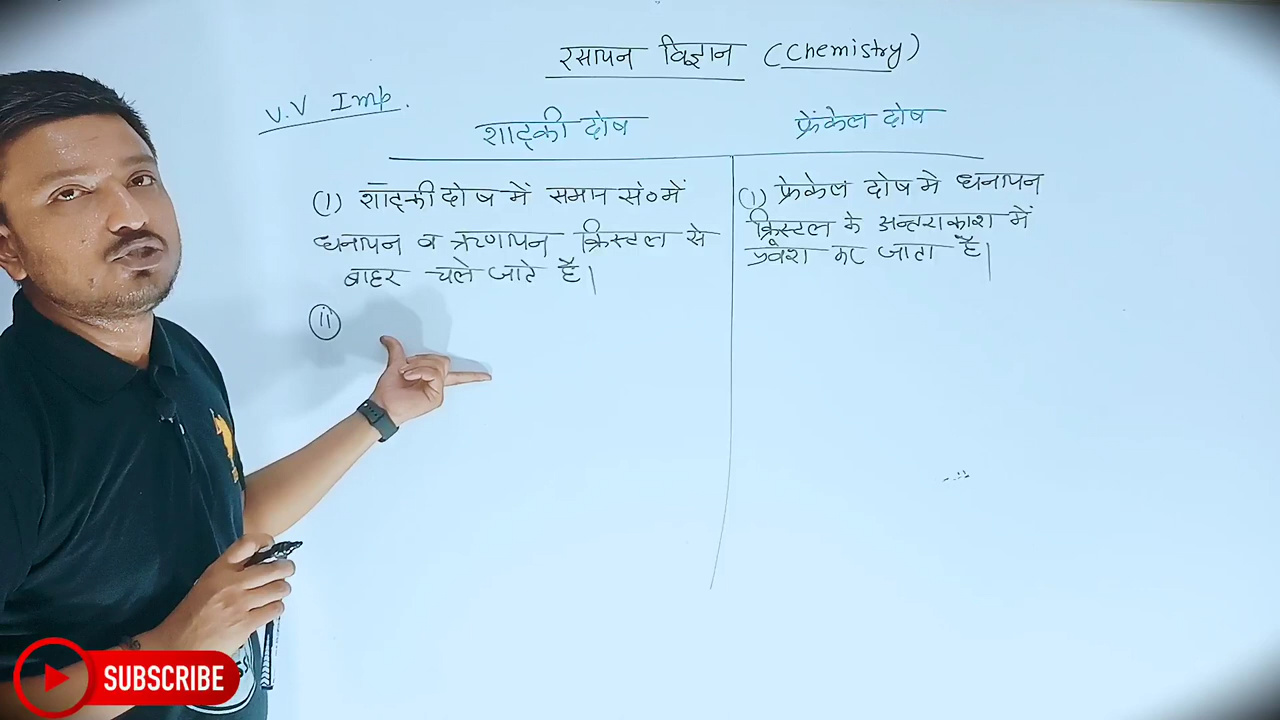 रसायन विज्ञान (Chemistry)
V.V Imp.
शाट्की दोष
फ्रेंकेल दोष
(1) शॉट्की दोष में समान सं० में
धनायन व ऋणायन क्रिस्टल से
बाहर चले जाते है।
(ii)
(1) फ्रेकेल दोष मे धनायन
क्रिस्टल के अन्तराकाश में
प्रवेश कर जाता है।
SUBSCRIBE